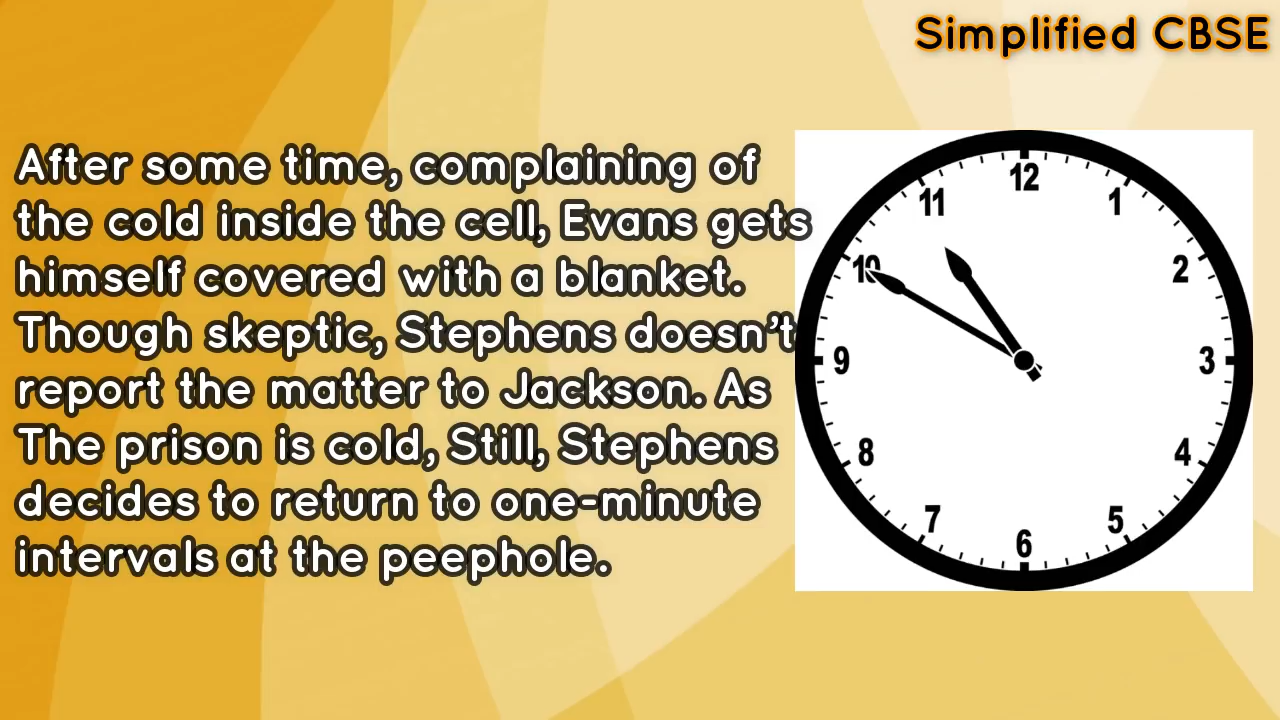 Simplified CBSE
After some time, complaining of
the cold inside the cell, Evans gets
himself covered with a blanket.
Though skeptic, Stephens doesn't
report the matter to Jackson. As
The prison is cold, Still, Stephens
decides to return to one-minute
intervals at the peephole.
12
11
1
10
2
9
3
8
4
7
5
6